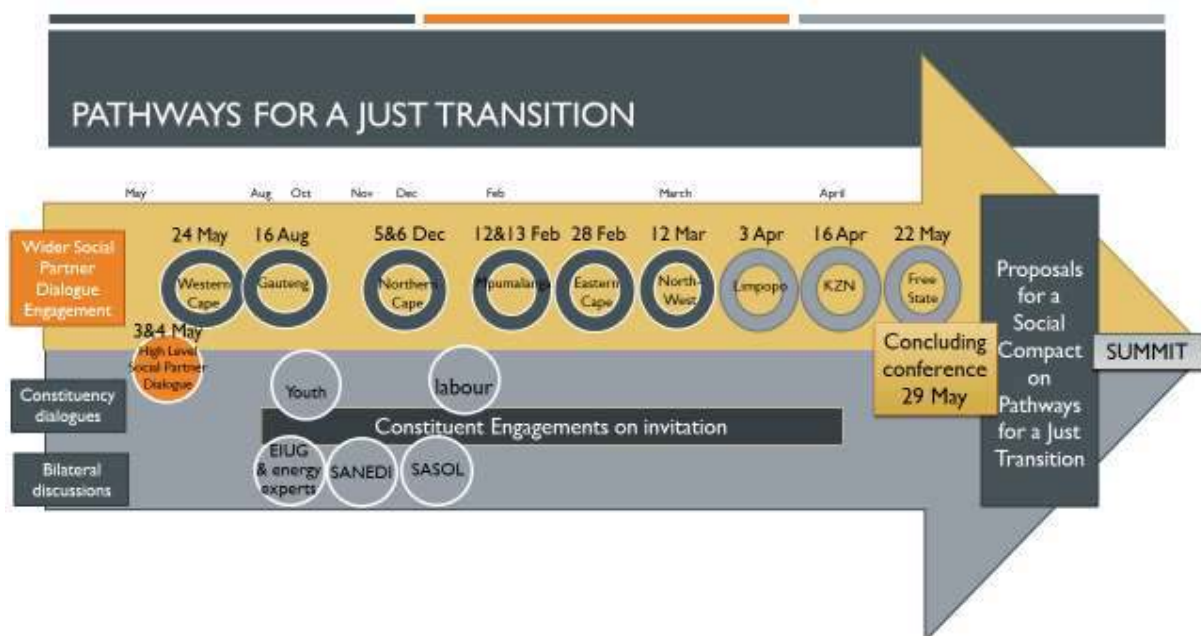 PATHWAYS FOR A JUST TRANSITION
May Aug Oct Nov Dec Feb March April
Wider Social
Partner
Dialogue
Engagement
24 May
Western
Cape
16 Aug
Gauteng
5&6 Dec
Northern
Cape
12&13 Feb
Mpumalanga
28 Feb
Eastern
Cape
12 Mar
North-
West
3 Apr
Limpopo
16 Apr
KZN
22 May
Free
State
3&4 May
High Level
Social Partner
Dialogue
Constituency
dialogues
Youth
labour
Constituent Engagements on invitation
Bilateral
discussions
EIUG
& energy
experts
SANEDI
SASOL
Concluding
conference
29 May
Proposals
for a
Social
Compact
on
Pathways
for a Just
Transition
SUMMIT